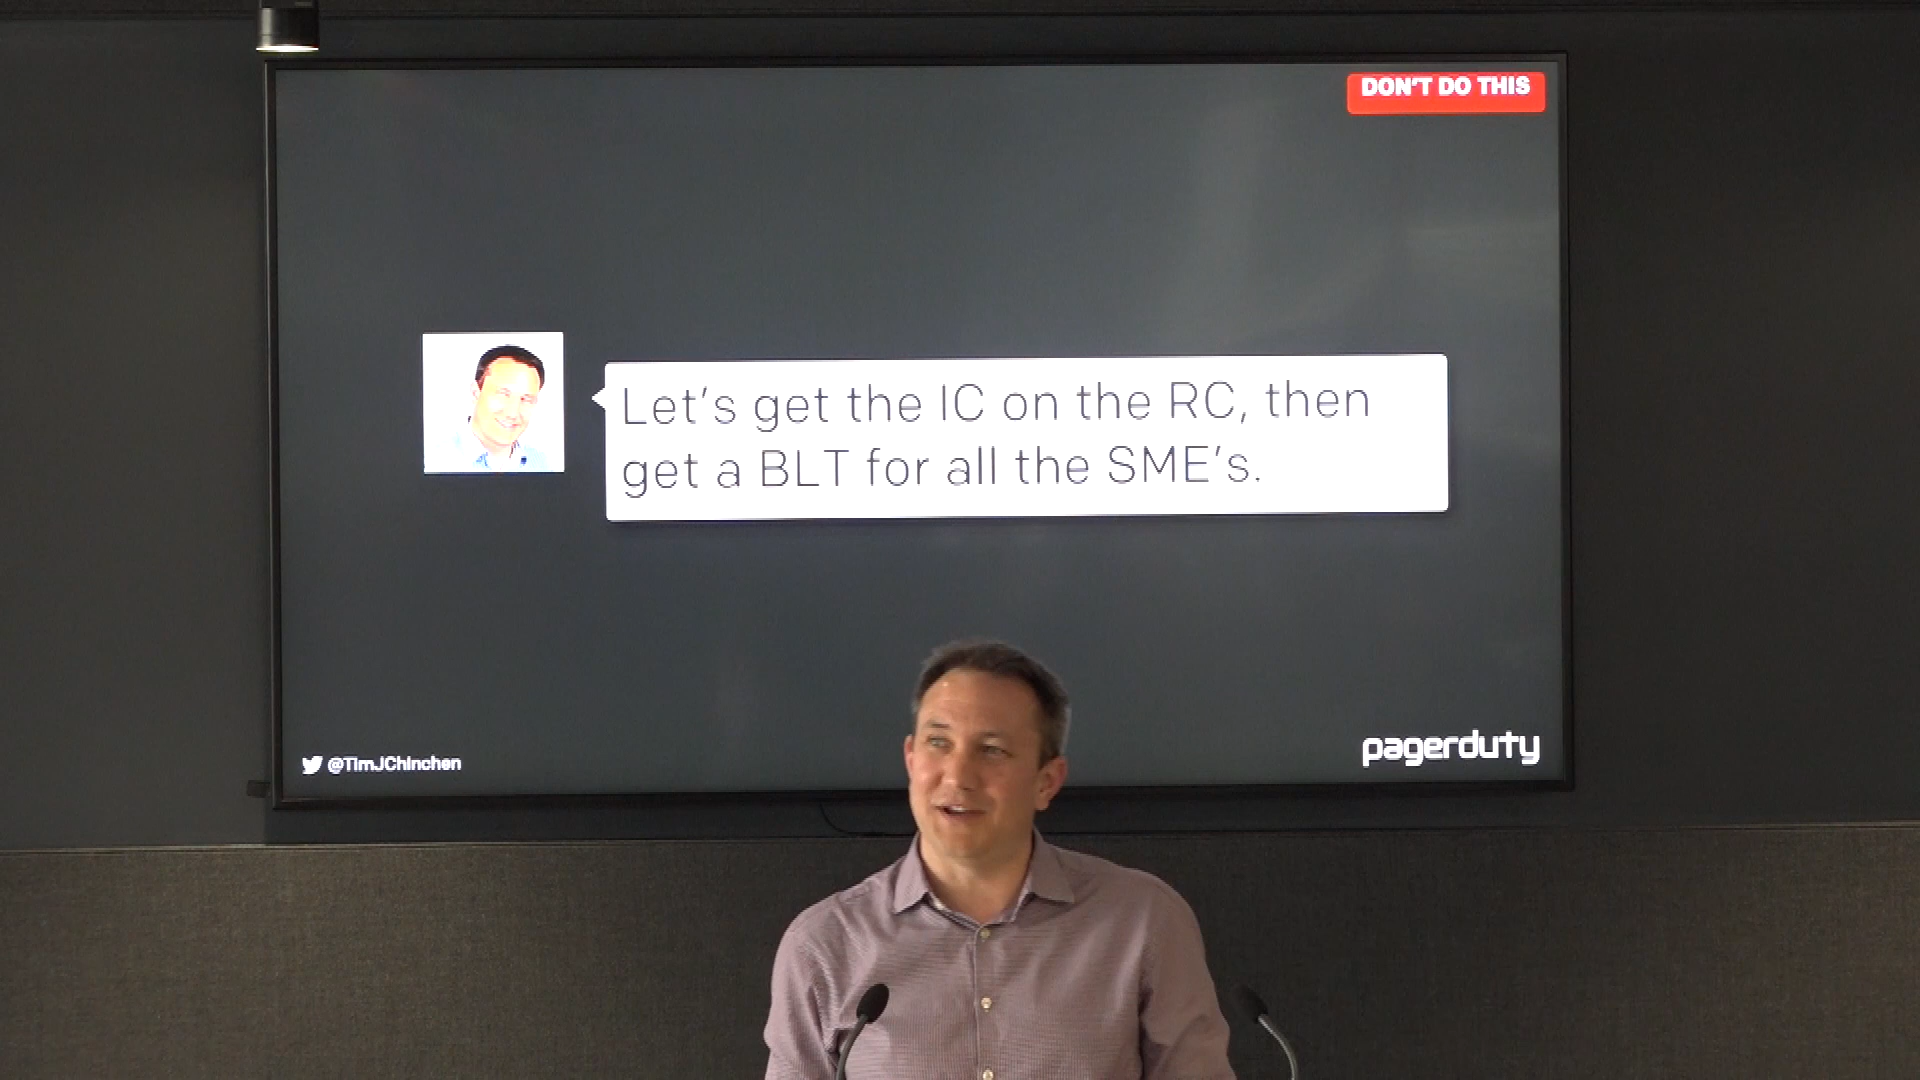 DON'T DO THIS
Let's get the IC on the RC, then
get a BLT for all the SME's.
@TimJChinchen
pagerduty